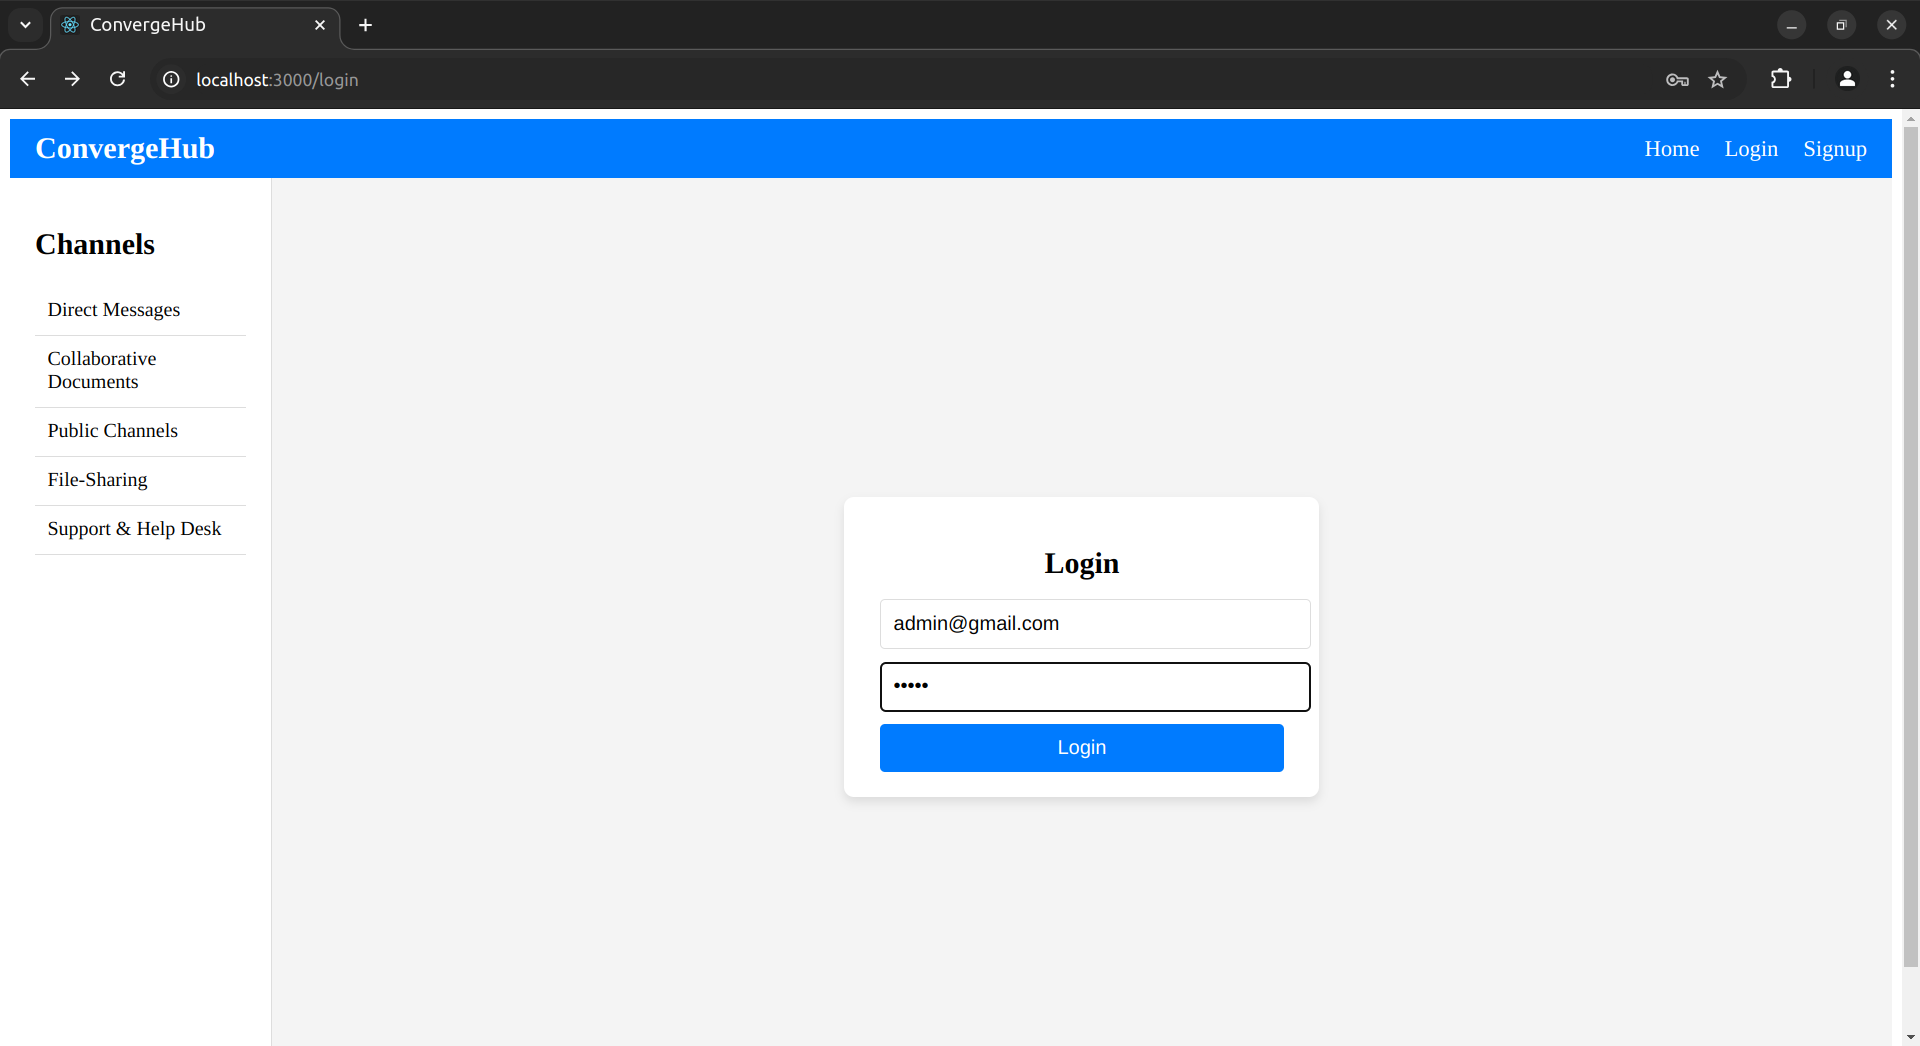 ConvergeHub
localhost:3000/login
ConvergeHub
Home Login Signup
Channels
Direct Messages
Collaborative
Documents
Public Channels
File-Sharing
Support & Help Desk
Login
admin@gmail.com
•••••
Login